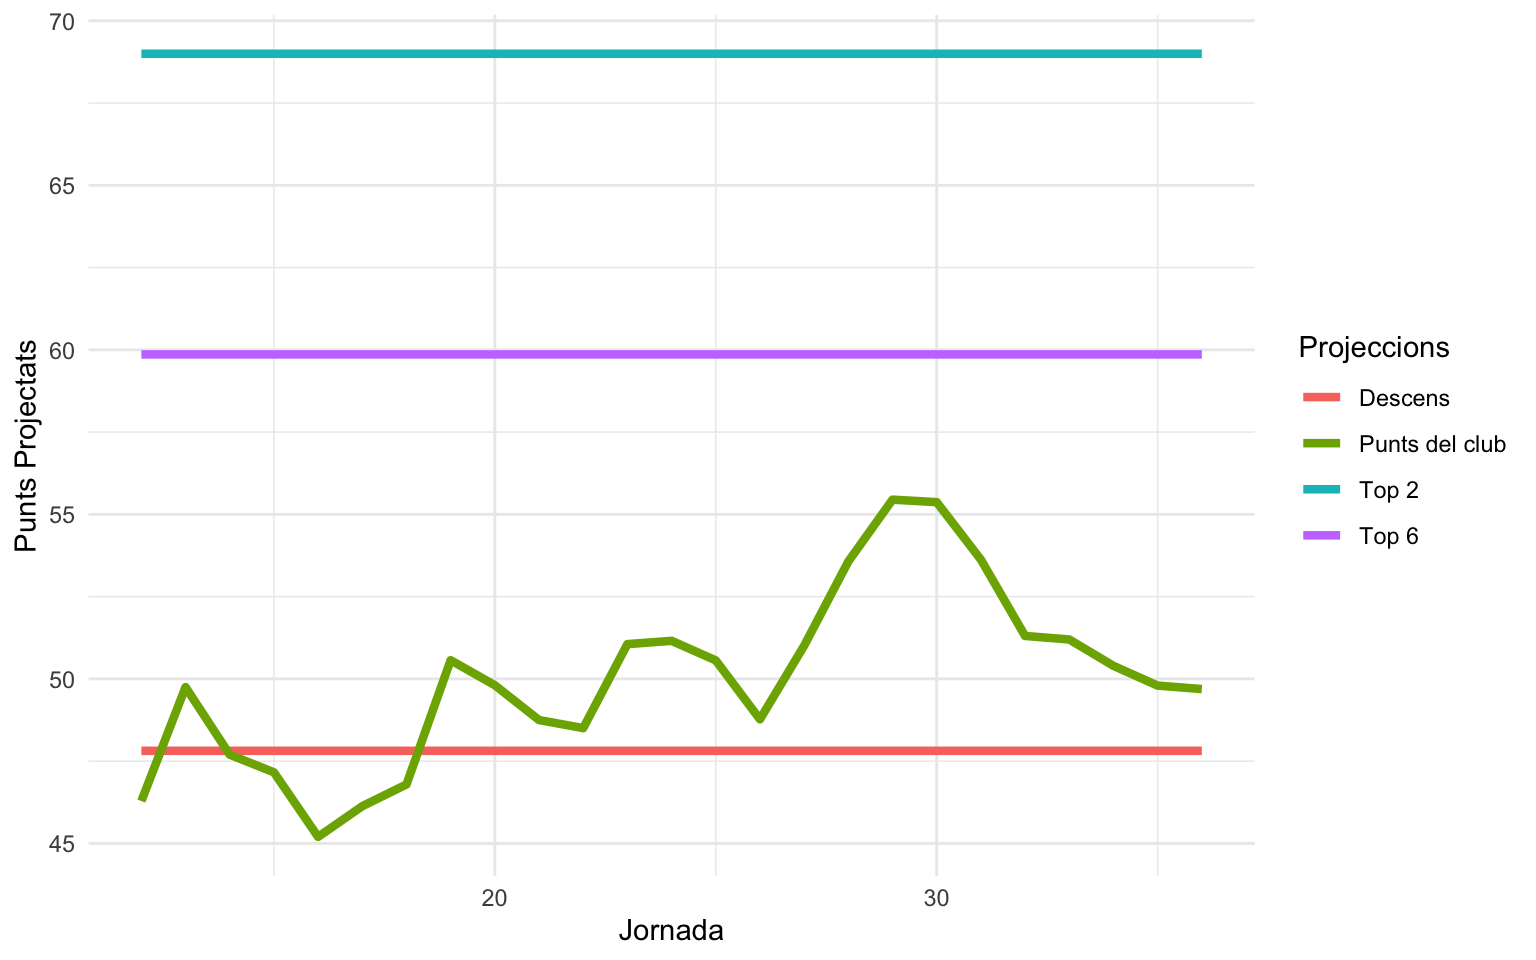 70
65
60
55
50
45
Punts Projectats
20
30
Jornada
Projeccions
Descens
Punts del club
Top 2
Top 6